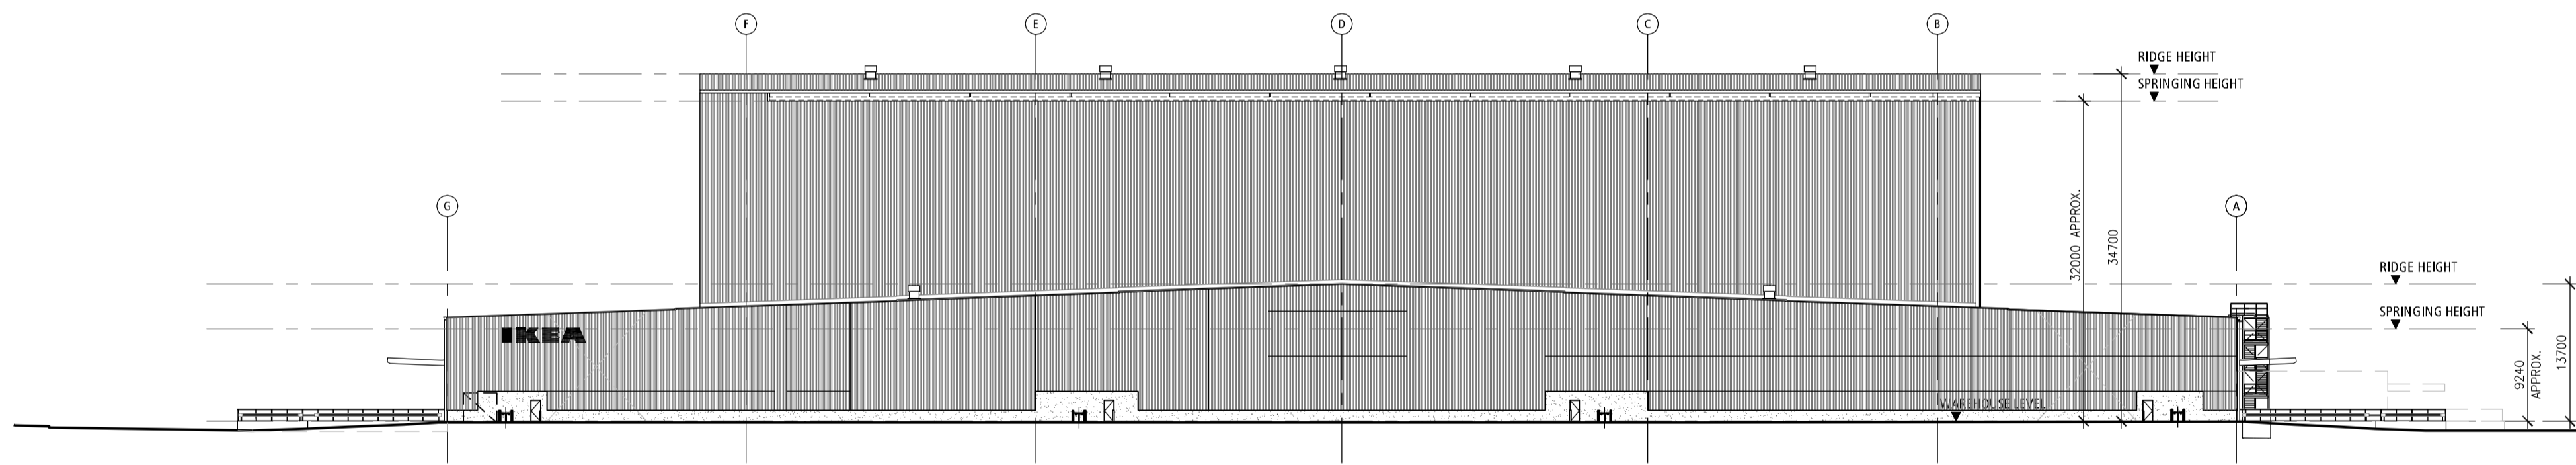 F
E
D
C
B
RIDGE HEIGHT
SPRINGING HEIGHT
G
A
32000 APPROX.
34700
RIDGE HEIGHT
SPRINGING HEIGHT
IKEA
9240
APPROX.
13700
WAREHOUSE LEVEL